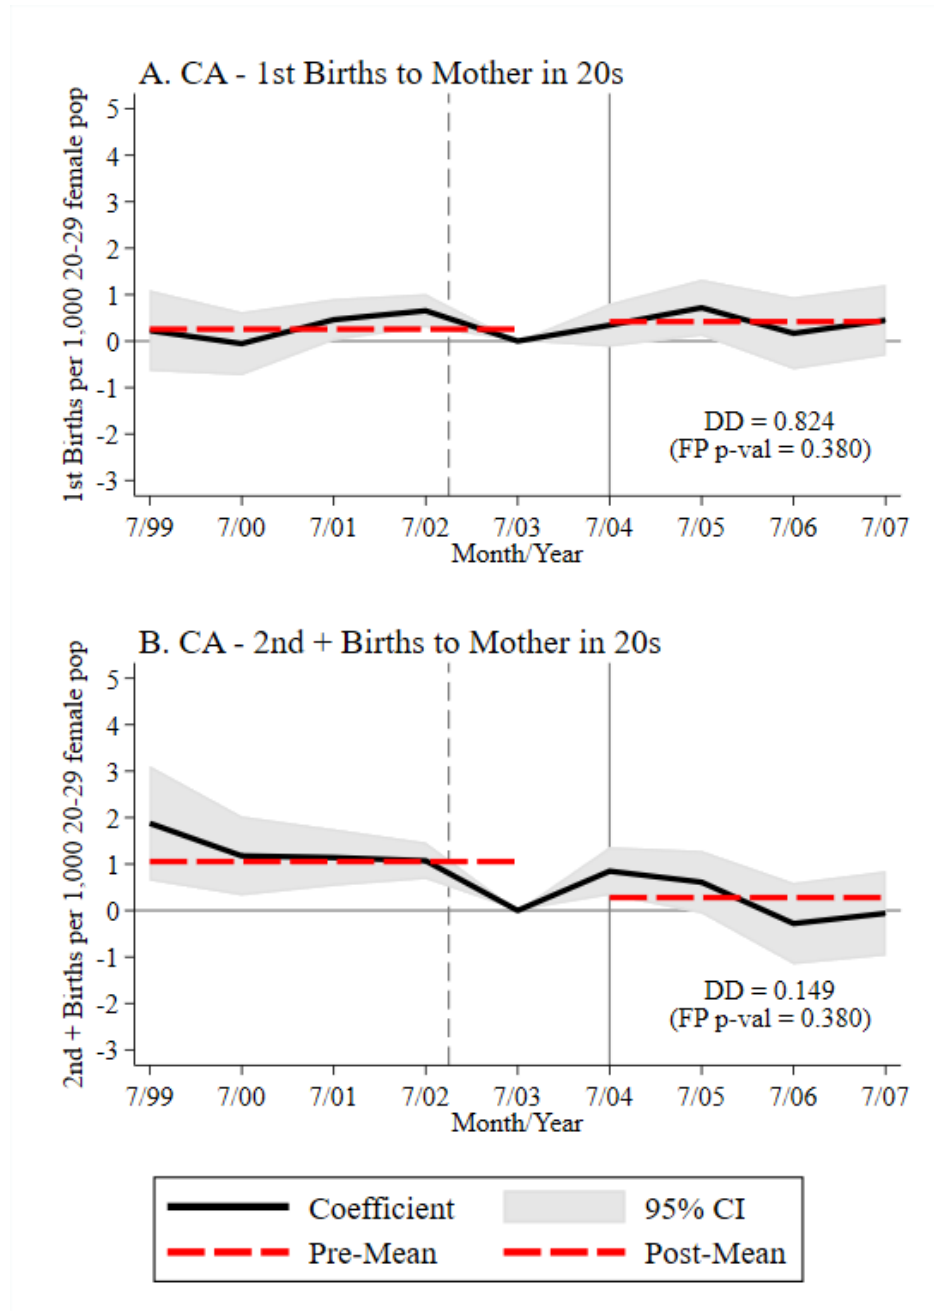 A. CA - 1st Births to Mother in 20s
1st Births per 1,000 20-29 female pop
5
4
3
2
1
0
-1
-2
-3
DD = 0.824
(FP p-val = 0.380)
7/99 7/00 7/01 7/02 7/03 7/04 7/05 7/06 7/07
Month/Year
B. CA - 2nd + Births to Mother in 20s
2nd + Births per 1,000 20-29 female pop
5
4
3
2
1
0
-1
-2
-3
DD = 0.149
(FP p-val = 0.380)
7/99 7/00 7/01 7/02 7/03 7/04 7/05 7/06 7/07
Month/Year
Coefficient 95% CI
Pre-Mean Post-Mean